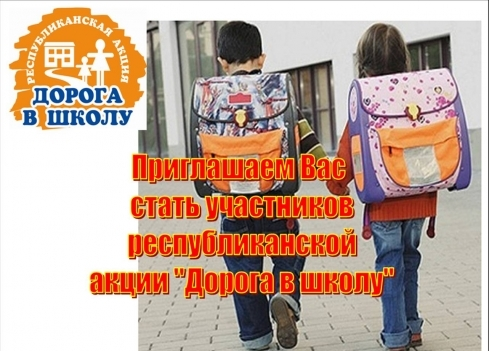 РЕСПУБЛИКАНСКАЯ АКЦИЯ
ДОРОГА
В ШКОЛУ
Приглашаем Вас
стать участников
республиканской
акции "Дорога в школу"